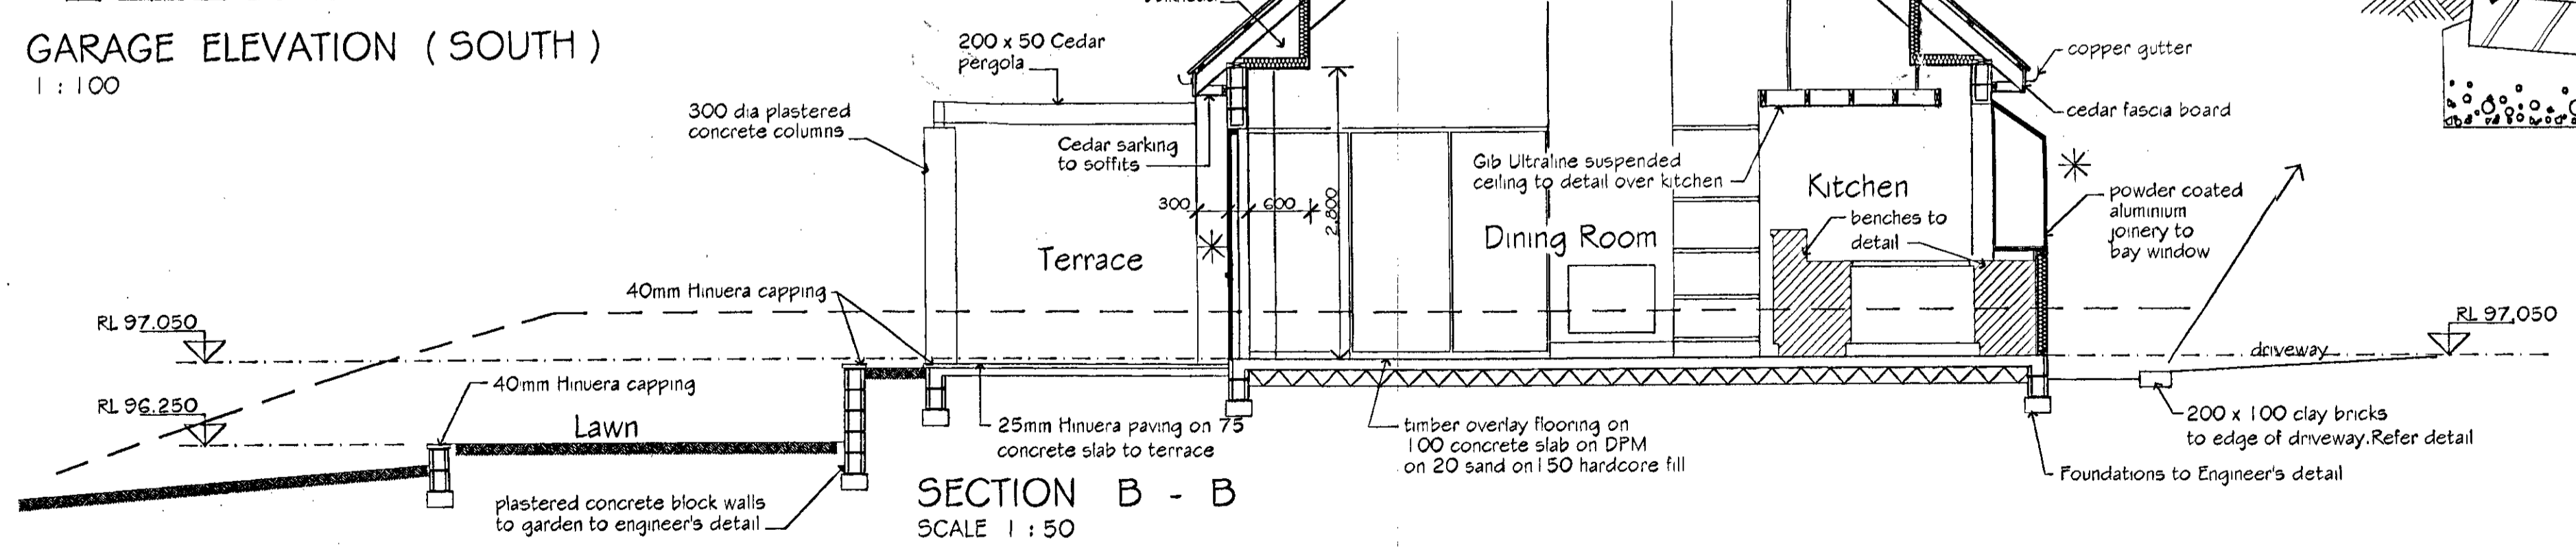 GARAGE ELEVATION (SOUTH)
1 : 100
200 x 50 Cedar
pergola
300 dia plastered
concrete columns
Cedar sarking
to soffits
copper gutter
cedar fascia board
Gib Ultraline suspended
ceiling to detail over kitchen
Kitchen
benches to
detail
powder coated
aluminium
joinery to
bay window
300
600
2,800
Dining Room
Terrace
40mm Hinuera capping
RL 97.050
RL 97,050
driveway
40mm Hinuera capping
RL 96.250
Lawn
25mm Hinuera paving on 75
concrete slab to terrace
timber overlay flooring on
100 concrete slab on DPM
on 20 sand on 150 hardcore fill
200 x 100 clay bricks
to edge of driveway.Refer detail
Foundations to Engineer's detail
plastered concrete block walls
to garden to engineer's detail
SECTION B - B
SCALE 1 : 50